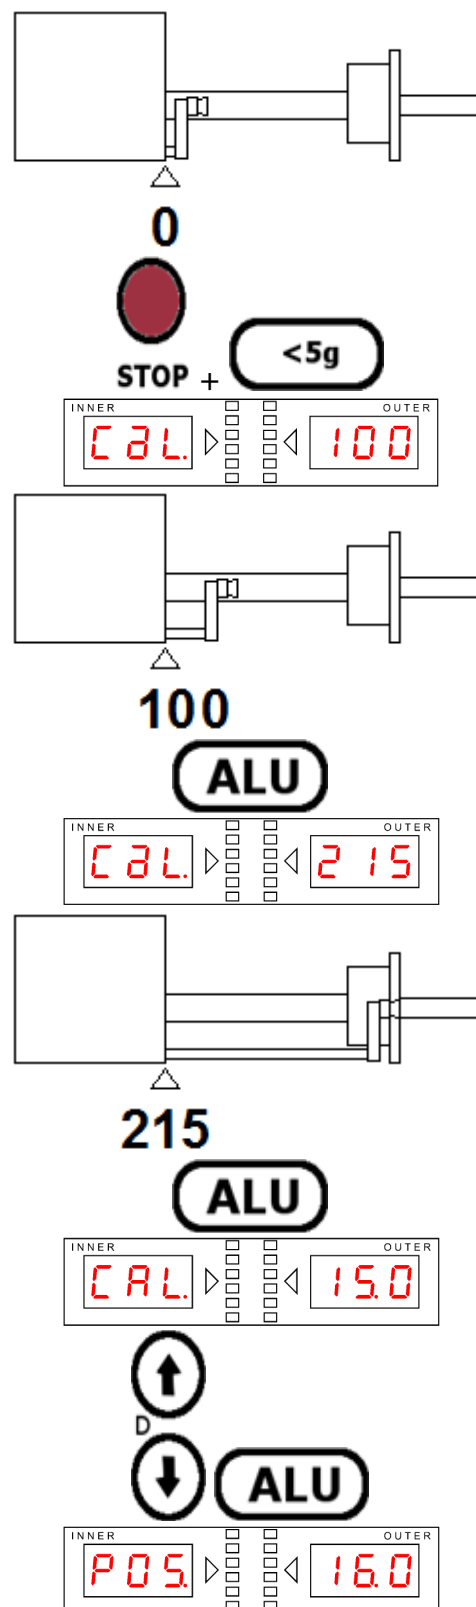 0
<5g
STOP +
INNER OUTER
CAL. 100
100
ALU
INNER OUTER
CAL. 215
215
ALU
INNER OUTER
CAL. 15.0
D
ALU
INNER OUTER
POS. 16.0